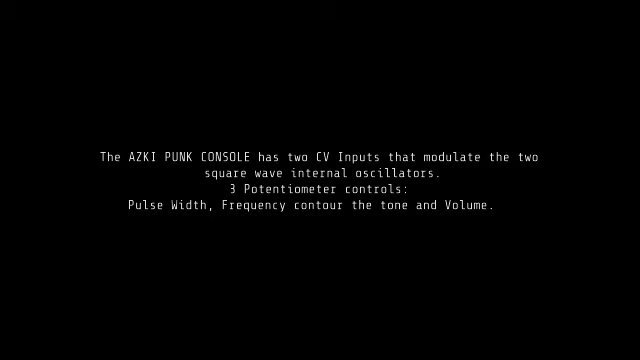 The AZKI PUNK CONSOLE has two CV Inputs that modulate the two
square wave internal oscillators.
3 Potentiometer controls:
Pulse Width, Frequency contour the tone and Volume.